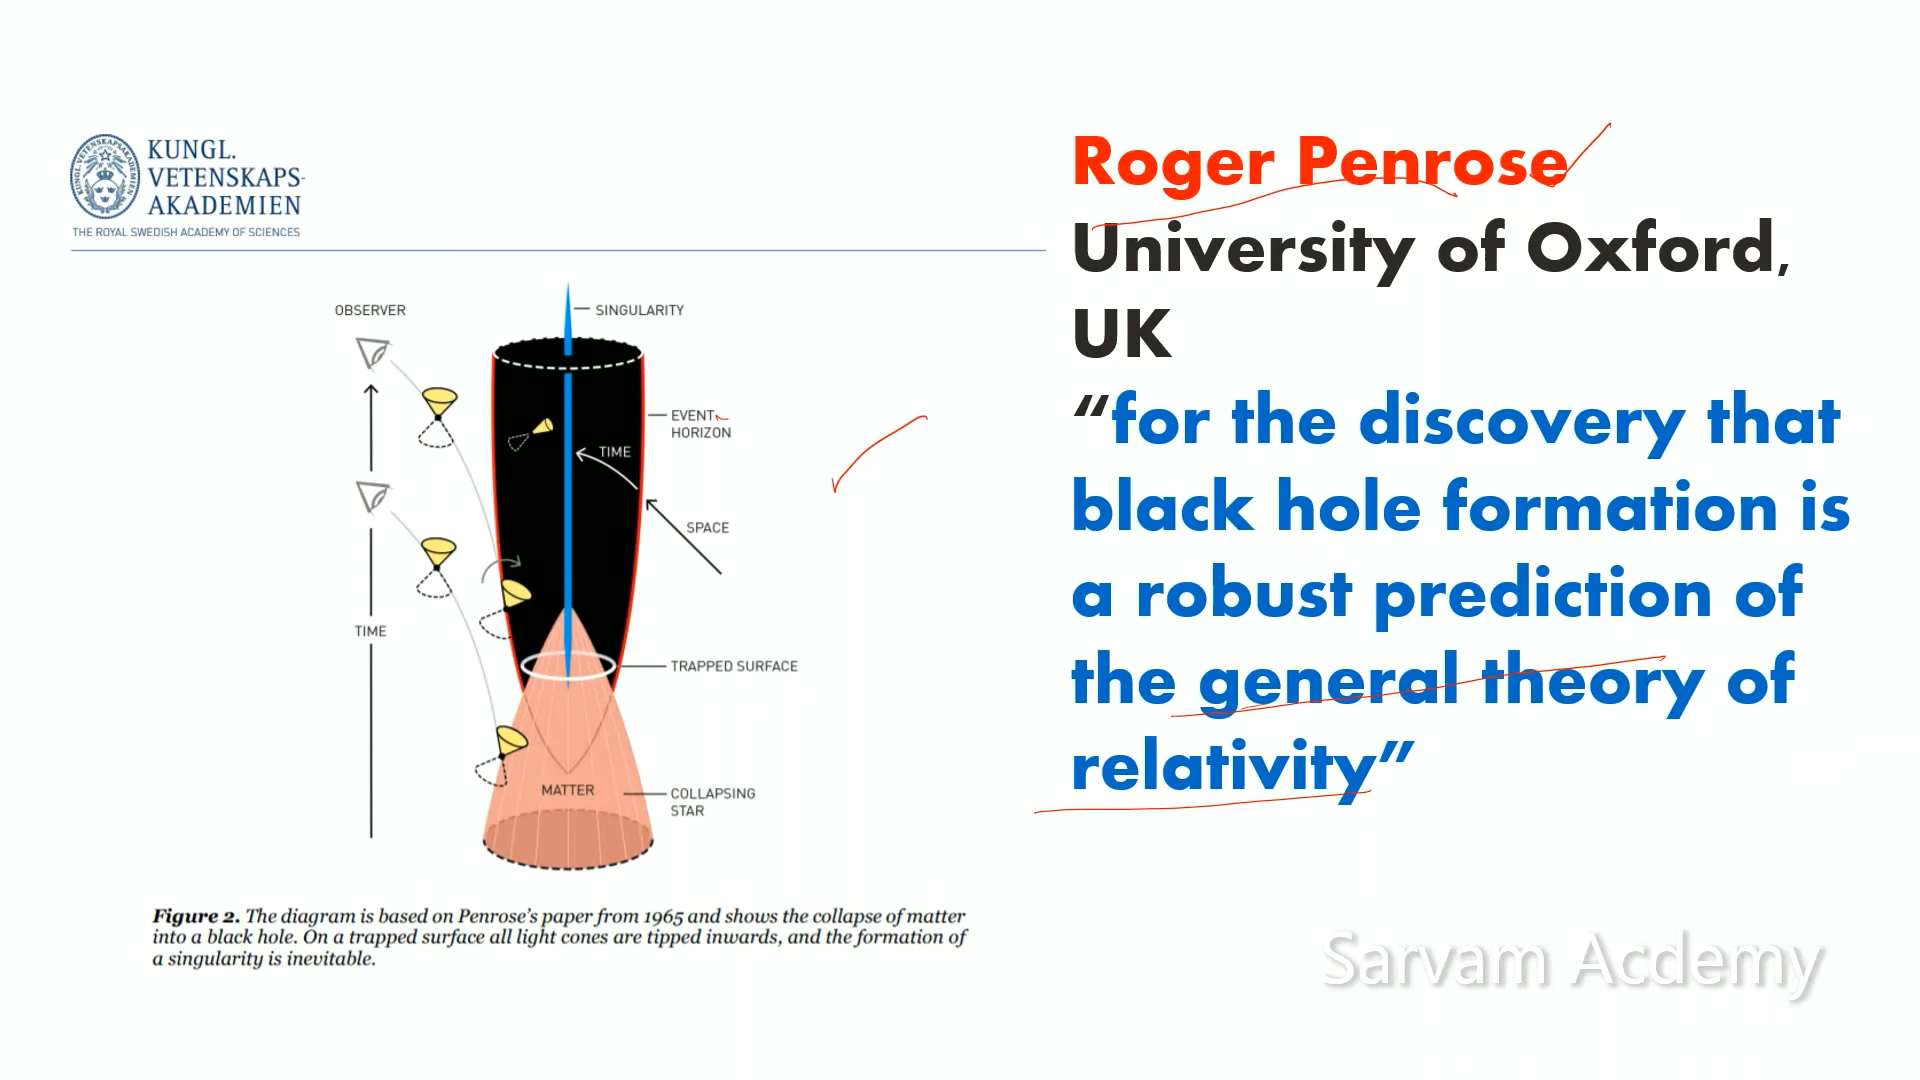 KUNGL.
VETENSKAPS-
AKADEMIEN
THE ROYAL SWEDISH ACADEMY OF SCIENCES
OBSERVER
SINGULARITY
EVENT
HORIZON
TIME
SPACE
TIME
TRAPPED SURFACE
MATTER
COLLAPSING
STAR
Figure 2. The diagram is based on Penrose's paper from 1965 and shows the collapse of matter
into a black hole. On a trapped surface all light cones are tipped inwards, and the formation of
a singularity is inevitable.
Roger Penrose
University of Oxford,
UK
“for the discovery that
black hole formation is
a robust prediction of
the general theory of
relativity”
Sarvam Acdemy